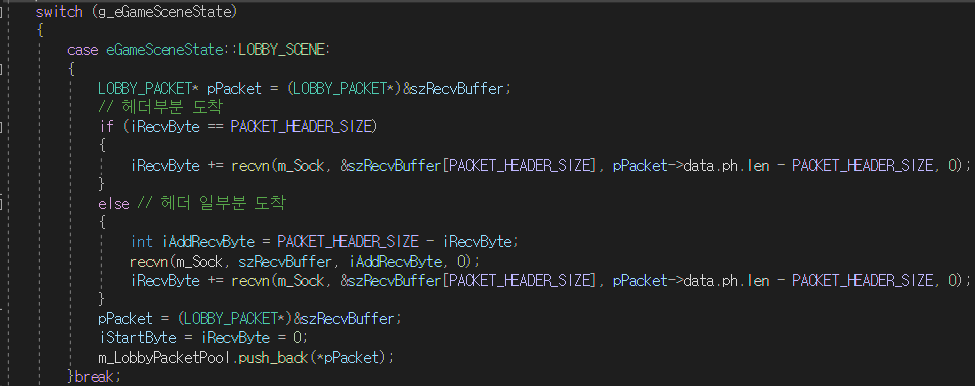 switch (g_eGameSceneState)
{
case eGameSceneState::LOBBY_SCENE:
{
LOBBY_PACKET* pPacket = (LOBBY_PACKET*)&szRecvBuffer;
// 헤더부분 도착
if (iRecvByte == PACKET_HEADER_SIZE)
{
iRecvByte += recvn(m_Sock, &szRecvBuffer[PACKET_HEADER_SIZE], pPacket->data.ph.len - PACKET_HEADER_SIZE, 0);
}
else // 헤더 일부분 도착
{
int iAddRecvByte = PACKET_HEADER_SIZE - iRecvByte;
recvn(m_Sock, szRecvBuffer, iAddRecvByte, 0);
iRecvByte += recvn(m_Sock, &szRecvBuffer[PACKET_HEADER_SIZE], pPacket->data.ph.len - PACKET_HEADER_SIZE, 0);
}
pPacket = (LOBBY_PACKET*)&szRecvBuffer;
iStartByte = iRecvByte = 0;
m_LobbyPacketPool.push_back(*pPacket);
}break;